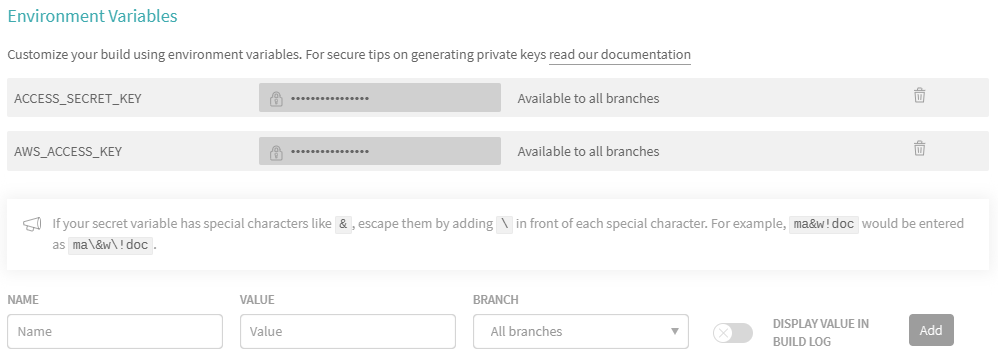 Environment Variables
Customize your build using environment variables. For secure tips on generating private keys read our documentation
ACCESS_SECRET_KEY •••••••••••••••• Available to all branches
AWS_ACCESS_KEY •••••••••••••••• Available to all branches
If your secret variable has special characters like &, escape them by adding \ in front of each special character. For example, ma&w!doc would be entered
as ma\&w\!doc.
NAME VALUE BRANCH
Name Value All branches DISPLAY VALUE IN Add
BUILD LOG